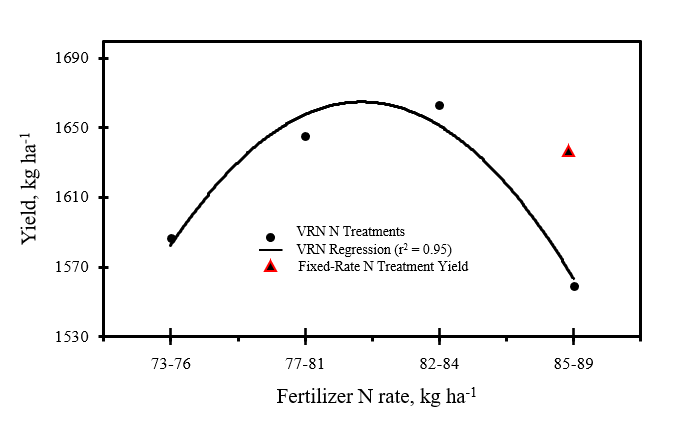 1690
1650
1610
1570
1530
Yield, kg ha⁻¹
VRN N Treatments
VRN Regression (r² = 0.95)
Fixed-Rate N Treatment Yield
73-76
77-81
82-84
85-89
Fertilizer N rate, kg ha⁻¹